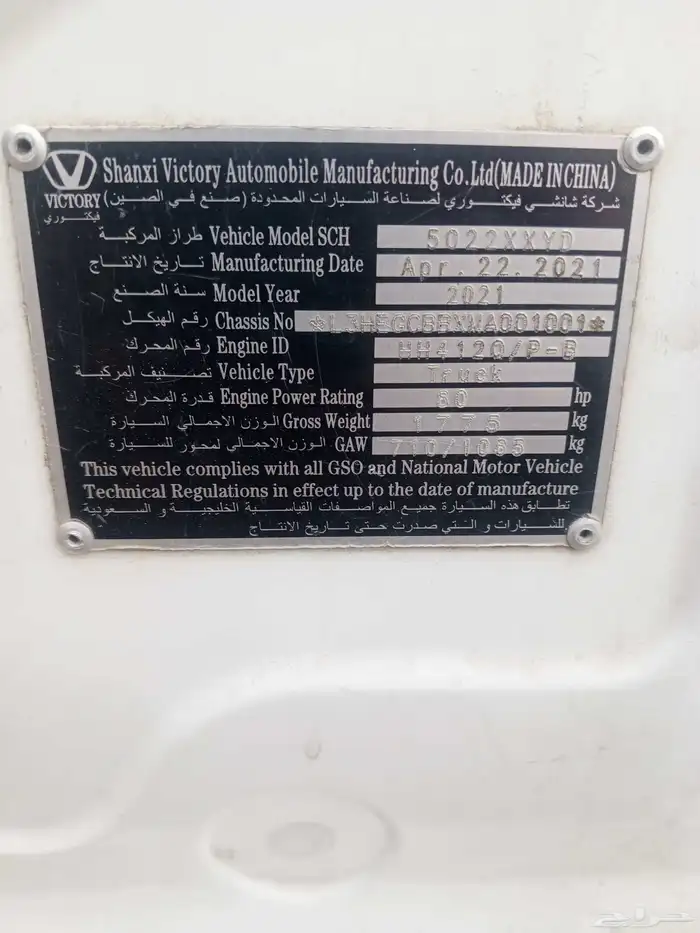 Shanxi Victory Automobile Manufacturing Co.Ltd(MADE IN CHINA)
VICTORY شركة شانشي فيكتوري لصناعة السيارات المحدودة (صنع في الصين)
فيكتوري
طراز المركبة Vehicle Model SCH 5022XXYD
تاريخ الانتاج Manufacturing Date Apr.22.2021
سنة الصنع Model Year 2021
رقم الهيكل Chassis No
رقم المحرك Engine ID HH4120/P-B
تصنيف المركبة Vehicle Type Truck
قدرة المحرك Engine Power Rating hp
الوزن الاجمالي السيارة Gross Weight 1775 kg
الوزن الاجمالي لمحور للسيارة GAW 710/1065 kg
This vehicle complies with all GSO and National Motor Vehicle
Technical Regulations in effect up to the date of manufacture
تطابق هذه السيارة جميع المواصفات القياسية الخليجية و السعودية
للسيارات و التي صدرت حتى تاريخ الانتاج.
حراج